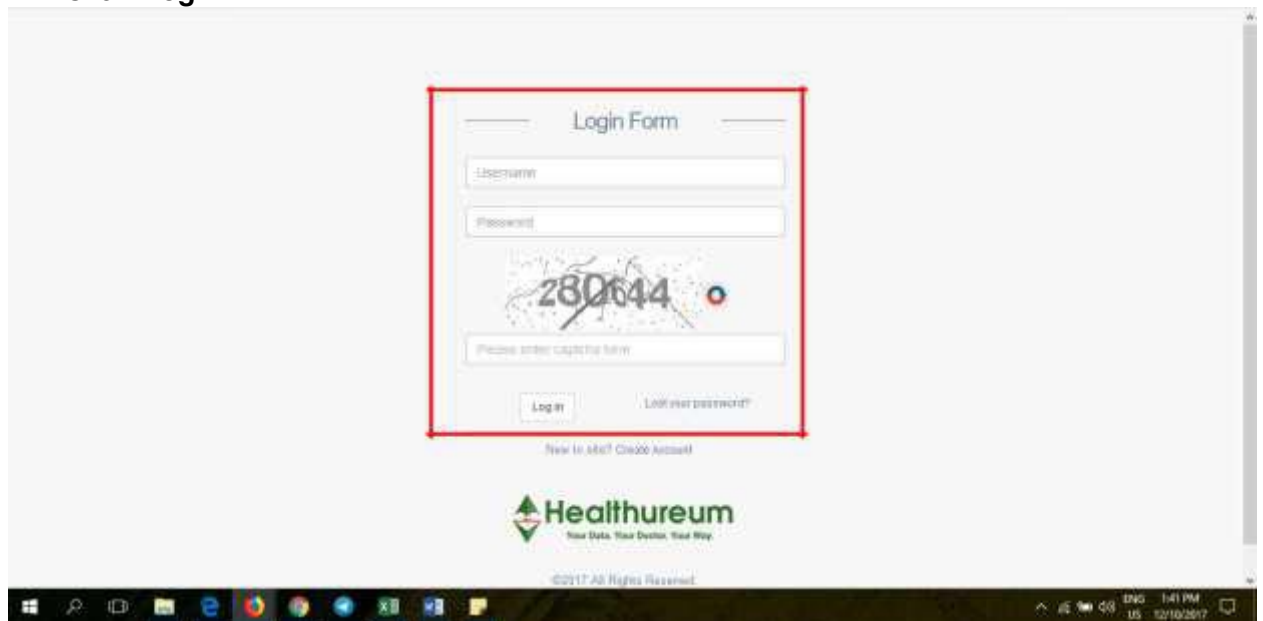 Login Form
Username
Password
280644
Please enter captcha form
Log in
Lost your password?
New to site? Create Account
Healthureum
Your Data. Your Doctor. Your Way.
©2017 All Rights Reserved.
ENG
US
1:41 PM
12/10/2017